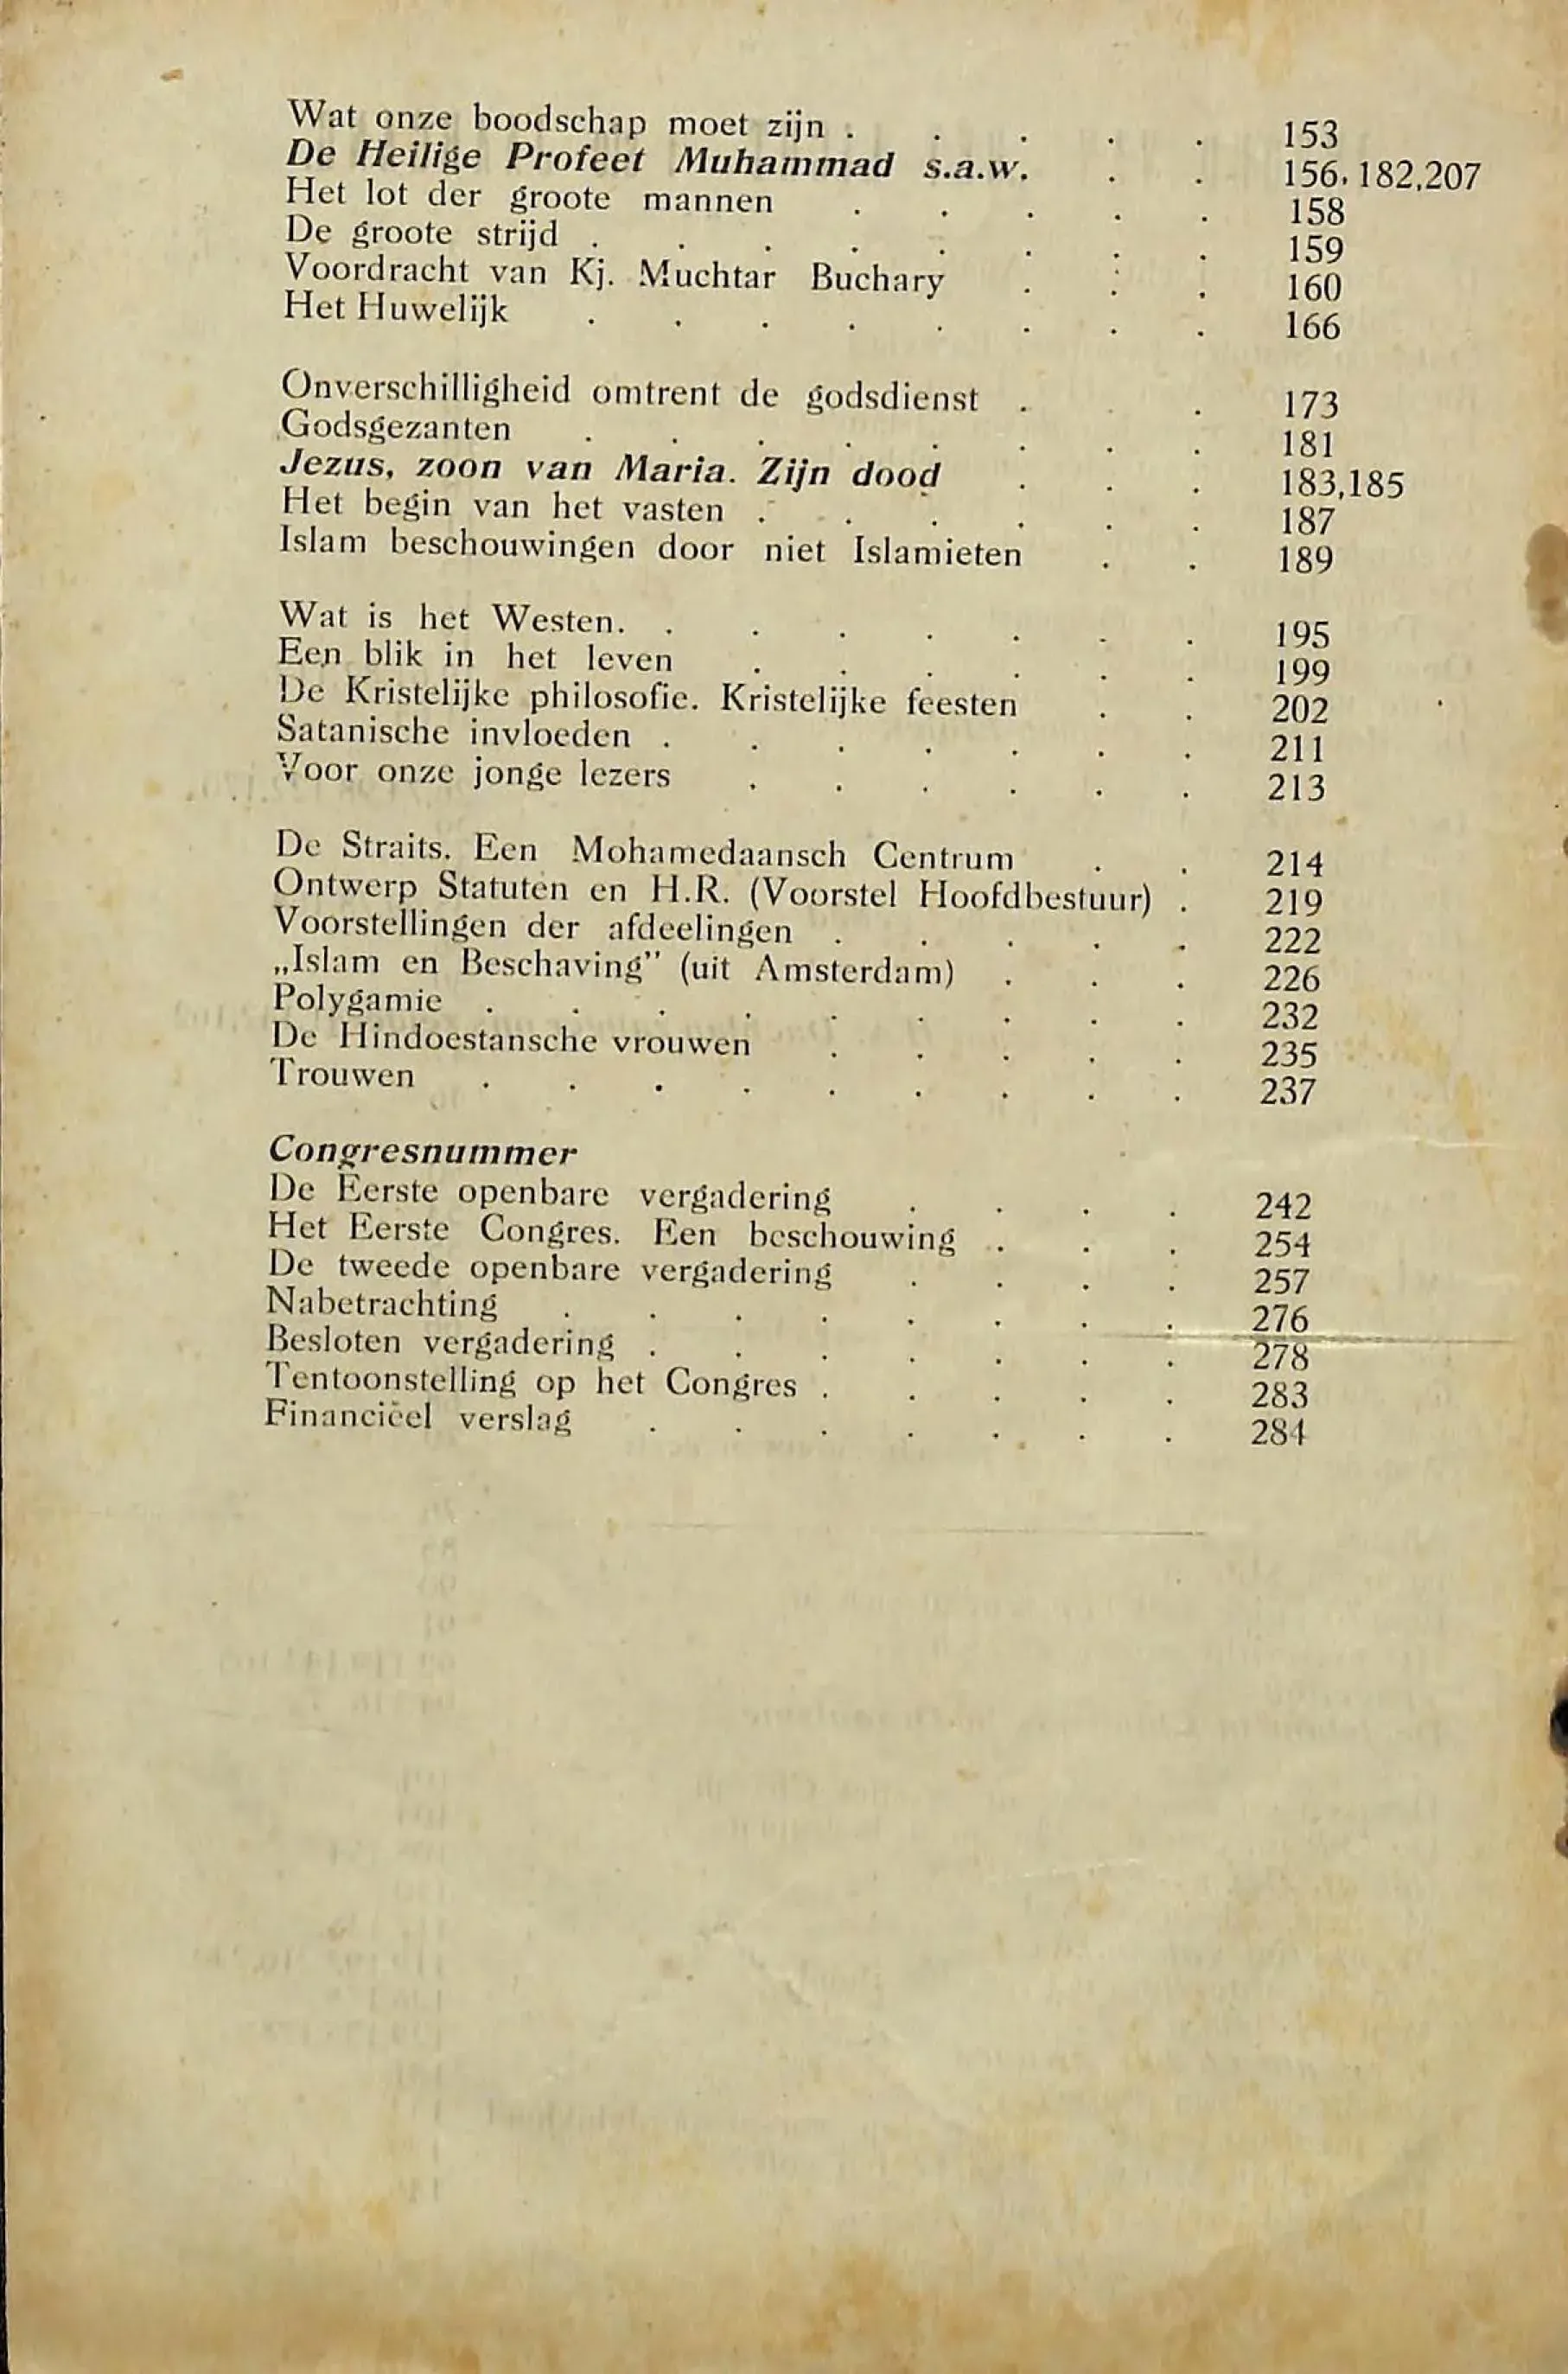 Wat onze boodschap moet zijn . . . . . 153
De Heilige Profeet Muhammad s.a.w. . . 156, 182,207
Het lot der groote mannen . . . . . 158
De groote strijd . . . . . . . . 159
Voordracht van Kj. Muchtar Buchary . . . 160
Het Huwelijk . . . . . . . . 166
Onverschilligheid omtrent de godsdienst . . 173
Godsgezanten . . . . . . . . 181
Jezus, zoon van Maria. Zijn dood . . . 183,185
Het begin van het vasten . . . . . . 187
Islam beschouwingen door niet Islamieten . . 189
Wat is het Westen. . . . . . . . 195
Een blik in het leven . . . . . . 199
De Kristelijke philosofie. Kristelijke feesten . . 202
Satanische invloeden . . . . . . . 211
Voor onze jonge lezers . . . . . . 213
De Straits. Een Mohamedaansch Centrum . . 214
Ontwerp Statuten en H.R. (Voorstel Hoofdbestuur) . 219
Voorstellingen der afdeelingen . . . . . 222
„Islam en Beschaving” (uit Amsterdam) . . . 226
Polygamie . . . . . . . . . 232
De Hindoestansche vrouwen . . . . . 235
Trouwen . . . . . . . . . 237
Congresnummer
De Eerste openbare vergadering . . . . 242
Het Eerste Congres. Een beschouwing . . . 254
De tweede openbare vergadering . . . . 257
Nabetrachting . . . . . . . . 276
Besloten vergadering . . . . . . . 278
Tentoonstelling op het Congres . . . . . 283
Financiëel verslag . . . . . . . 284